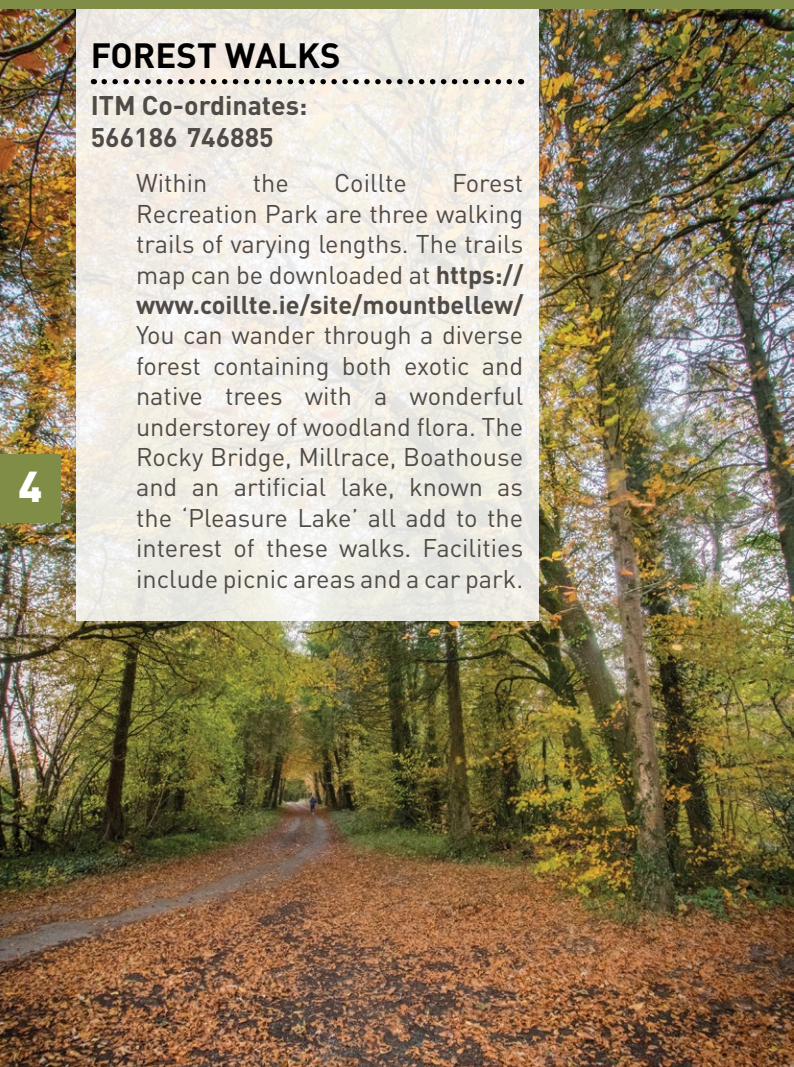 FOREST WALKS
ITM Co-ordinates:
566186 746885
Within the Coillte Forest
Recreation Park are three walking
trails of varying lengths. The trails
map can be downloaded at https://
www.coillte.ie/site/mountbellew/
You can wander through a diverse
forest containing both exotic and
native trees with a wonderful
understorey of woodland flora. The
Rocky Bridge, Millrace, Boathouse
and an artificial lake, known as
the ‘Pleasure Lake’ all add to the
interest of these walks. Facilities
include picnic areas and a car park.
4